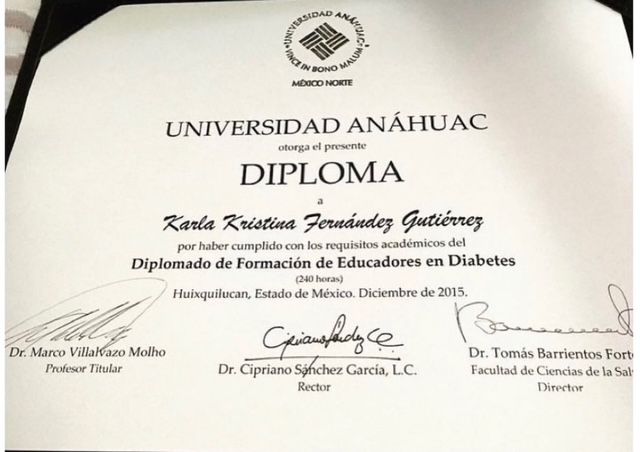 UNIVERSIDAD ANÁHUAC
VINCE IN BONO MALUM
MÉXICO NORTE
UNIVERSIDAD ANÁHUAC
otorga el presente
DIPLOMA
a
Karla Kristina Fernández Gutiérrez
por haber cumplido con los requisitos académicos del
Diplomado de Formación de Educadores en Diabetes
(240 horas)
Huixquilucan, Estado de México. Diciembre de 2015.
Dr. Marco Villalvazo Molho
Profesor Titular
Dr. Cipriano Sánchez García, L.C.
Rector
Dr. Tomás Barrientos Fort
Facultad de Ciencias de la Sal
Director